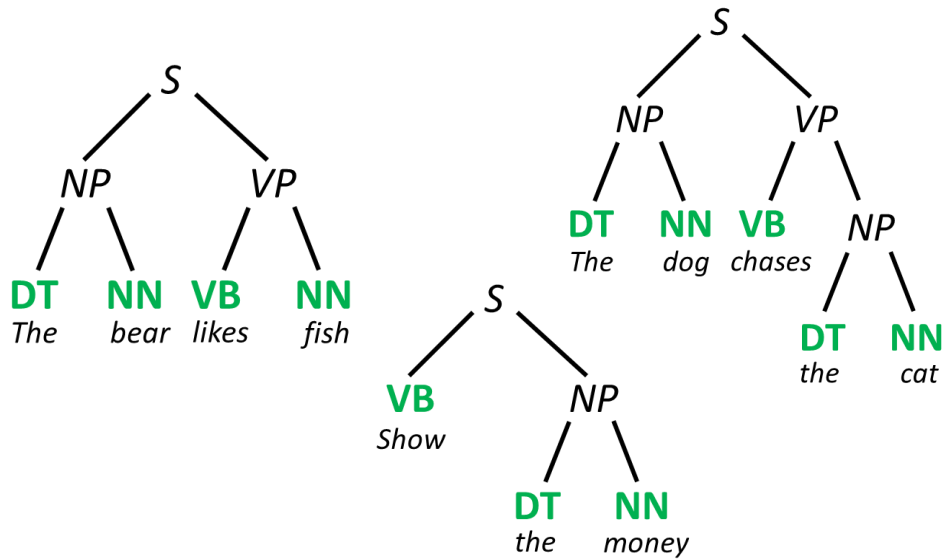 S
NP VP
DT NN VB NN
The bear likes fish
S
VB NP
Show
DT NN
the money
S
NP VP
DT NN VB NP
The dog chases
DT NN
the cat